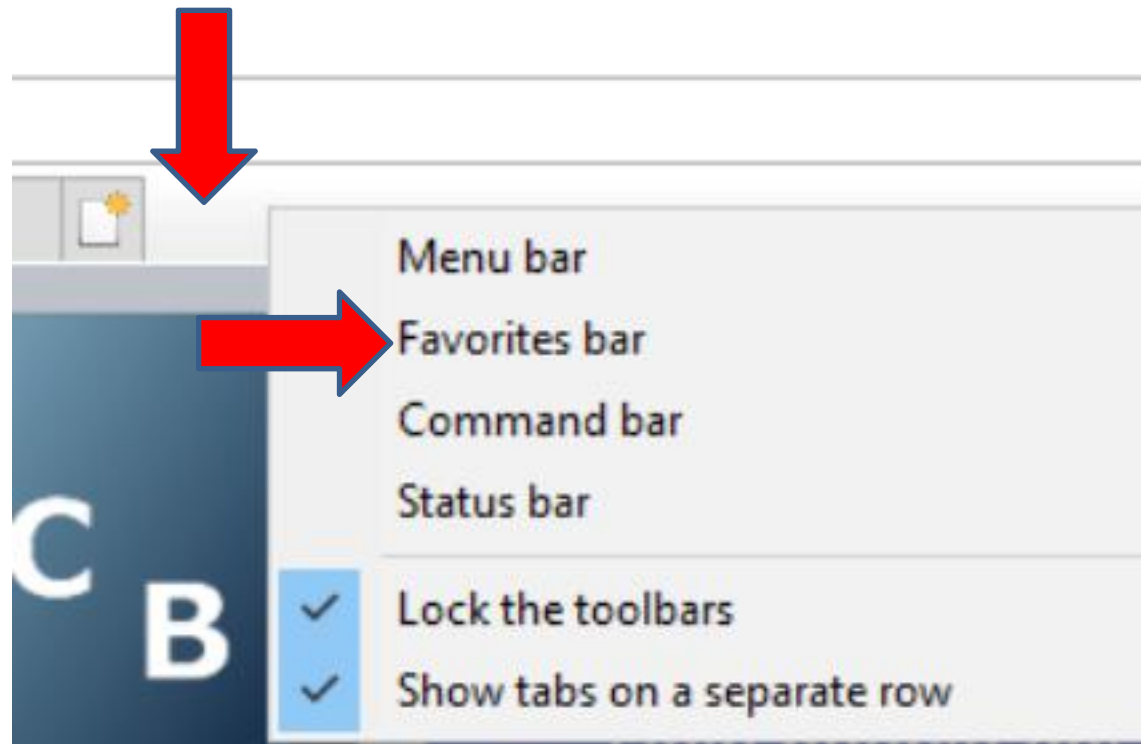 Menu bar
Favorites bar
Command bar
Status bar
C
B
Lock the toolbars
Show tabs on a separate row